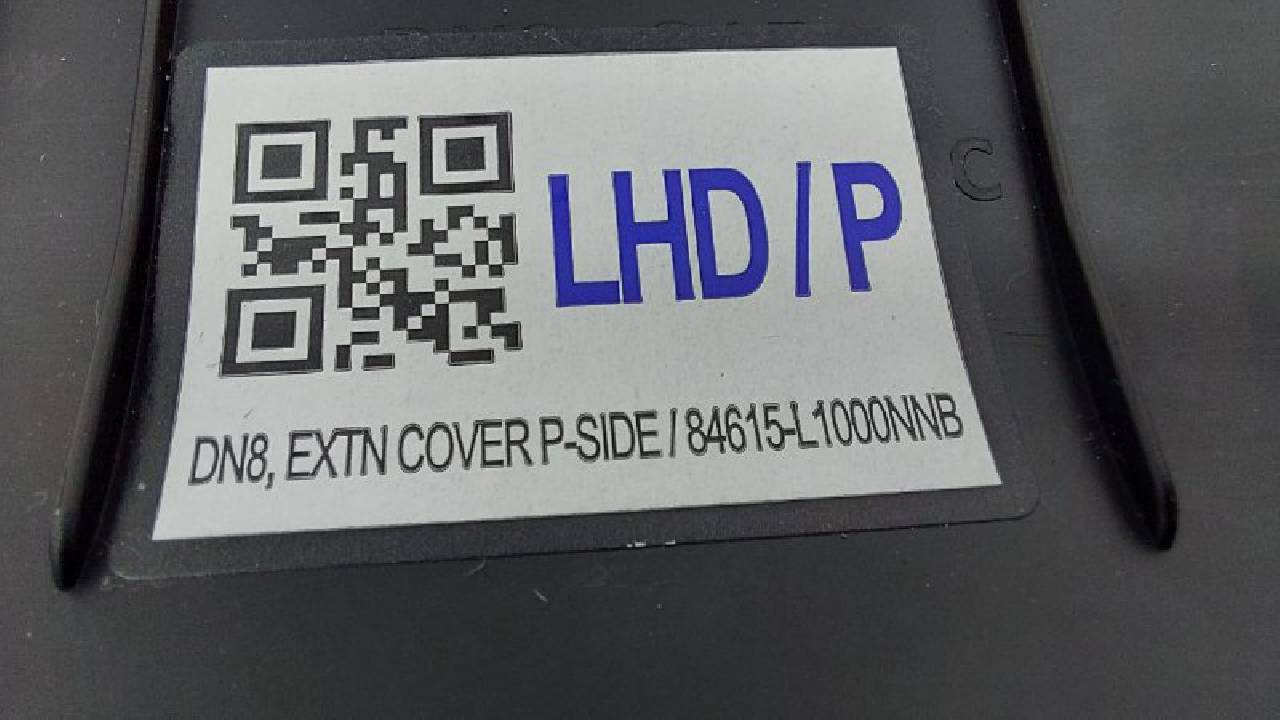 LHD / P
C
DN8, EXTN COVER P-SIDE / 84615-L1000NNB